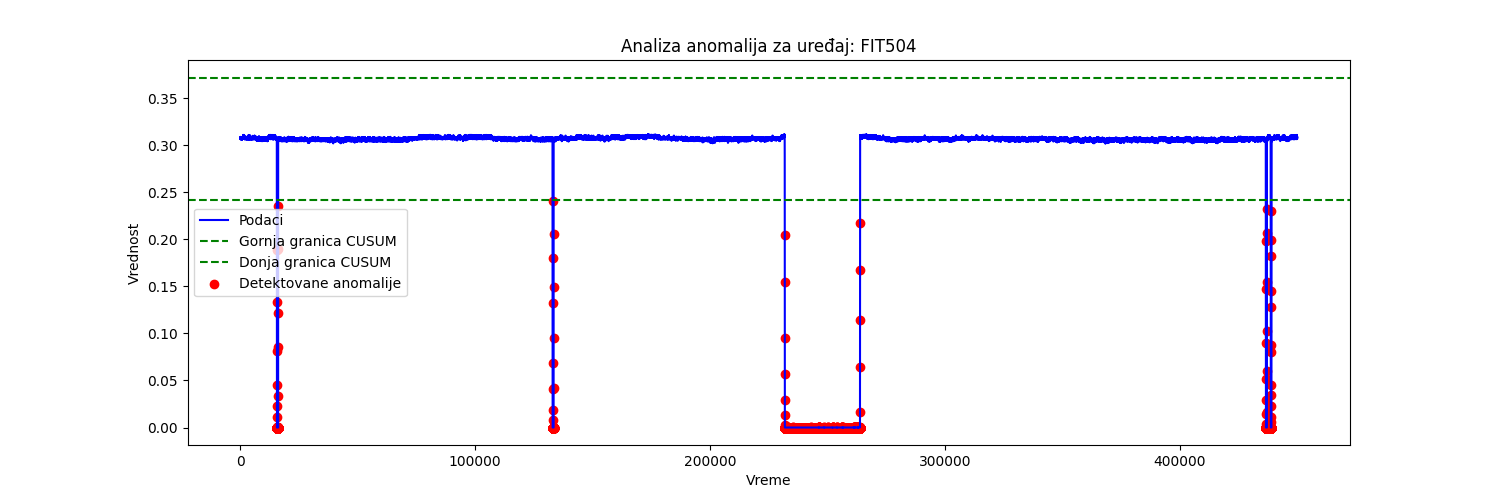 Analiza anomalija za uređaj: FIT504
Vrednost
0.35
0.30
0.25
0.20
0.15
0.10
0.05
0.00
Podaci
Gornja granica CUSUM
Donja granica CUSUM
Detektovane anomalije
0
100000
200000
300000
400000
Vreme